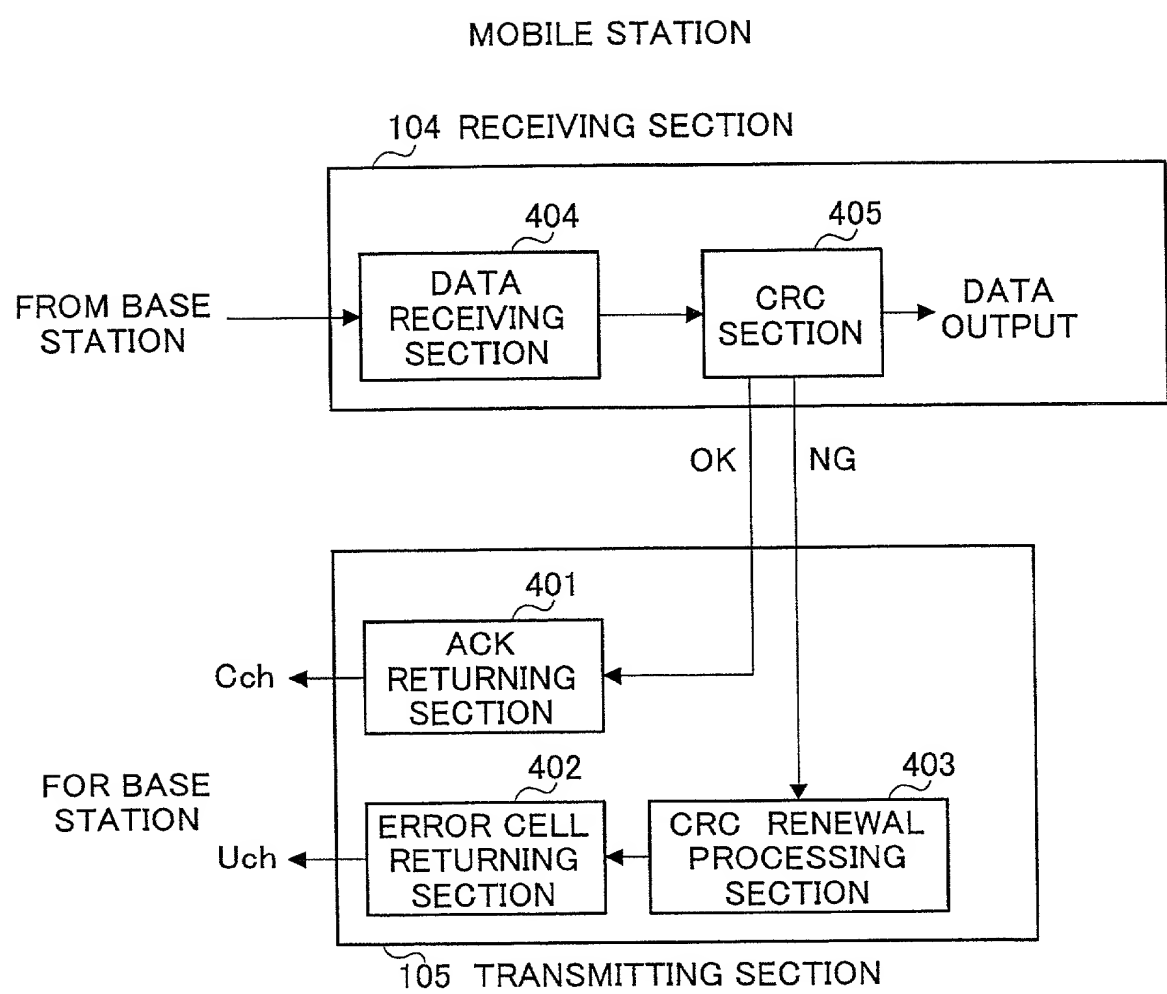 MOBILE STATION
104 RECEIVING SECTION
404
405
FROM BASE
STATION
DATA
RECEIVING
SECTION
CRC
SECTION
DATA
OUTPUT
OK
NG
401
Cch
ACK
RETURNING
SECTION
FOR BASE
STATION
402
403
Uch
ERROR CELL
RETURNING
SECTION
CRC RENEWAL
PROCESSING
SECTION
105 TRANSMITTING SECTION